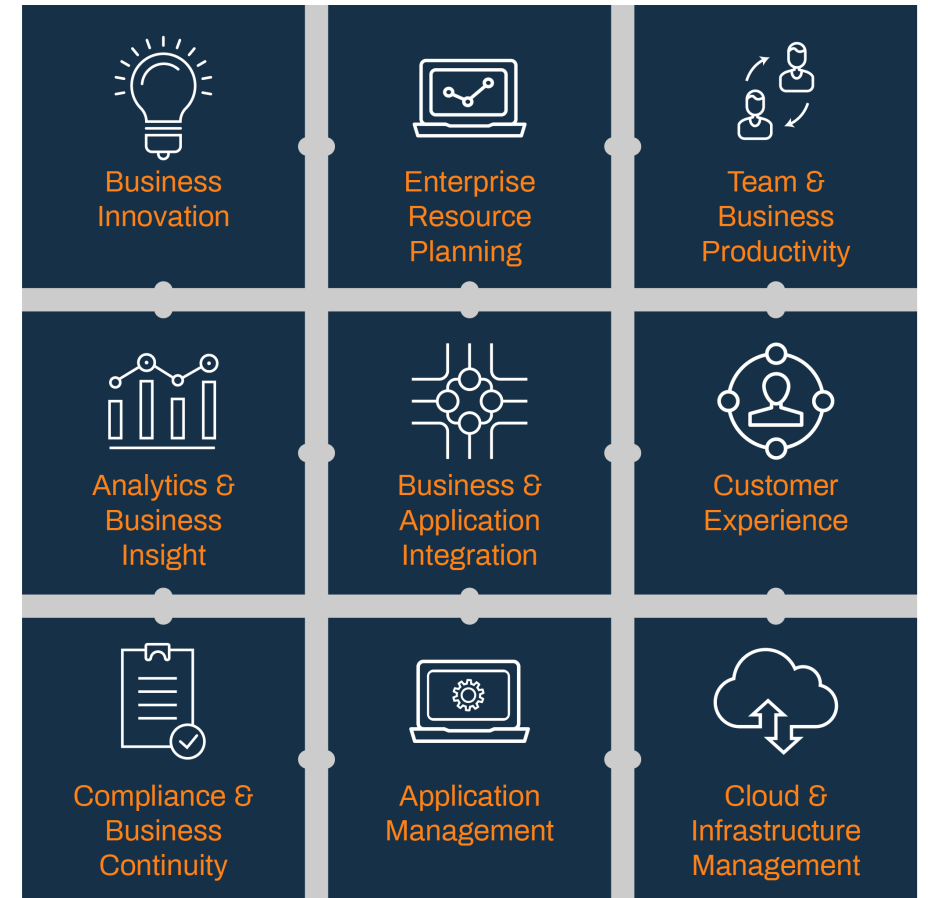 Business
Innovation
Enterprise
Resource
Planning
Team &
Business
Productivity
Analytics &
Business
Insight
Business &
Application
Integration
Customer
Experience
Compliance &
Business
Continuity
Application
Management
Cloud &
Infrastructure
Management